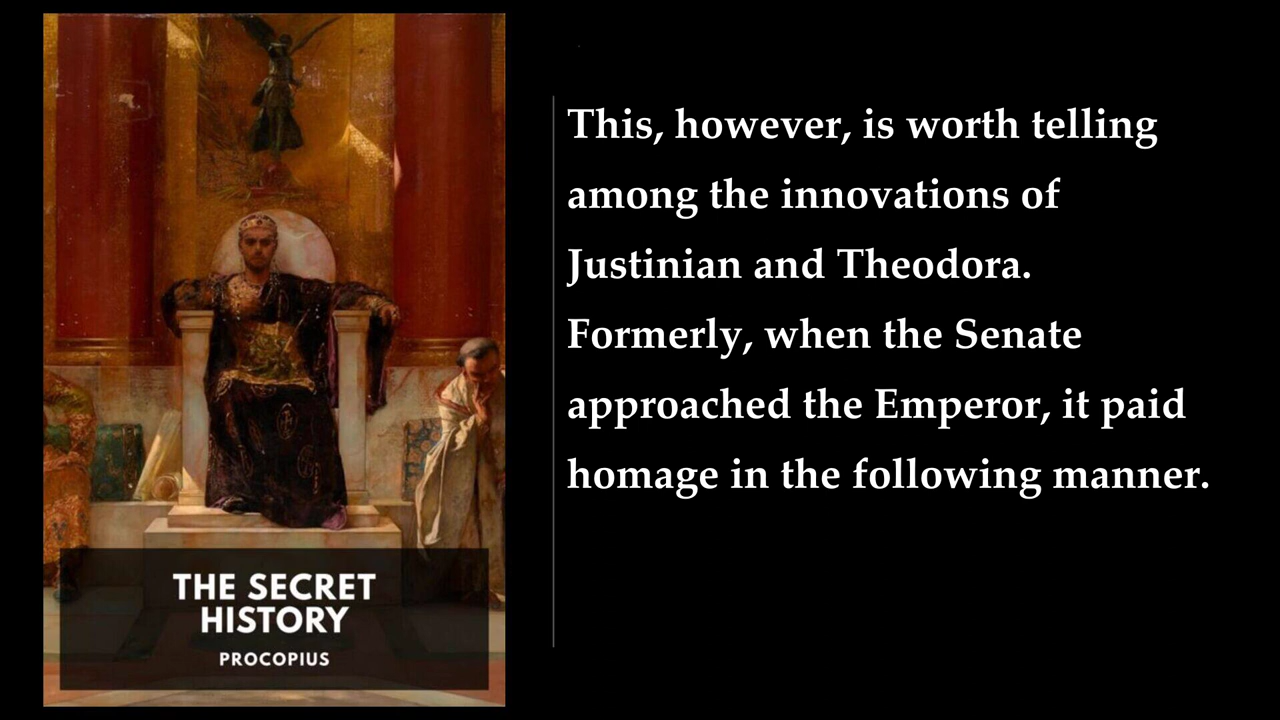 THE SECRET
HISTORY
PROCOPIUS
This, however, is worth telling
among the innovations of
Justinian and Theodora.
Formerly, when the Senate
approached the Emperor, it paid
homage in the following manner.